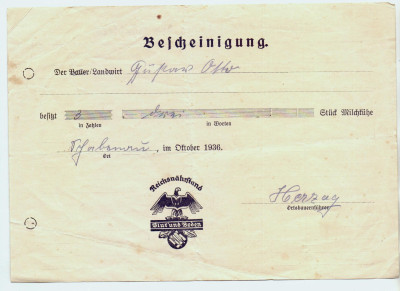 Bescheinigung.
Der Bauer/Landwirt Gustav Otto
besitzt 3 drei Stück Milchkühe
in Zahlen in Worten
Schabenau, im Oktober 1936.
Ort
Reichsnährstand
Blut und Boden
Herzog
Ortsbauernführer